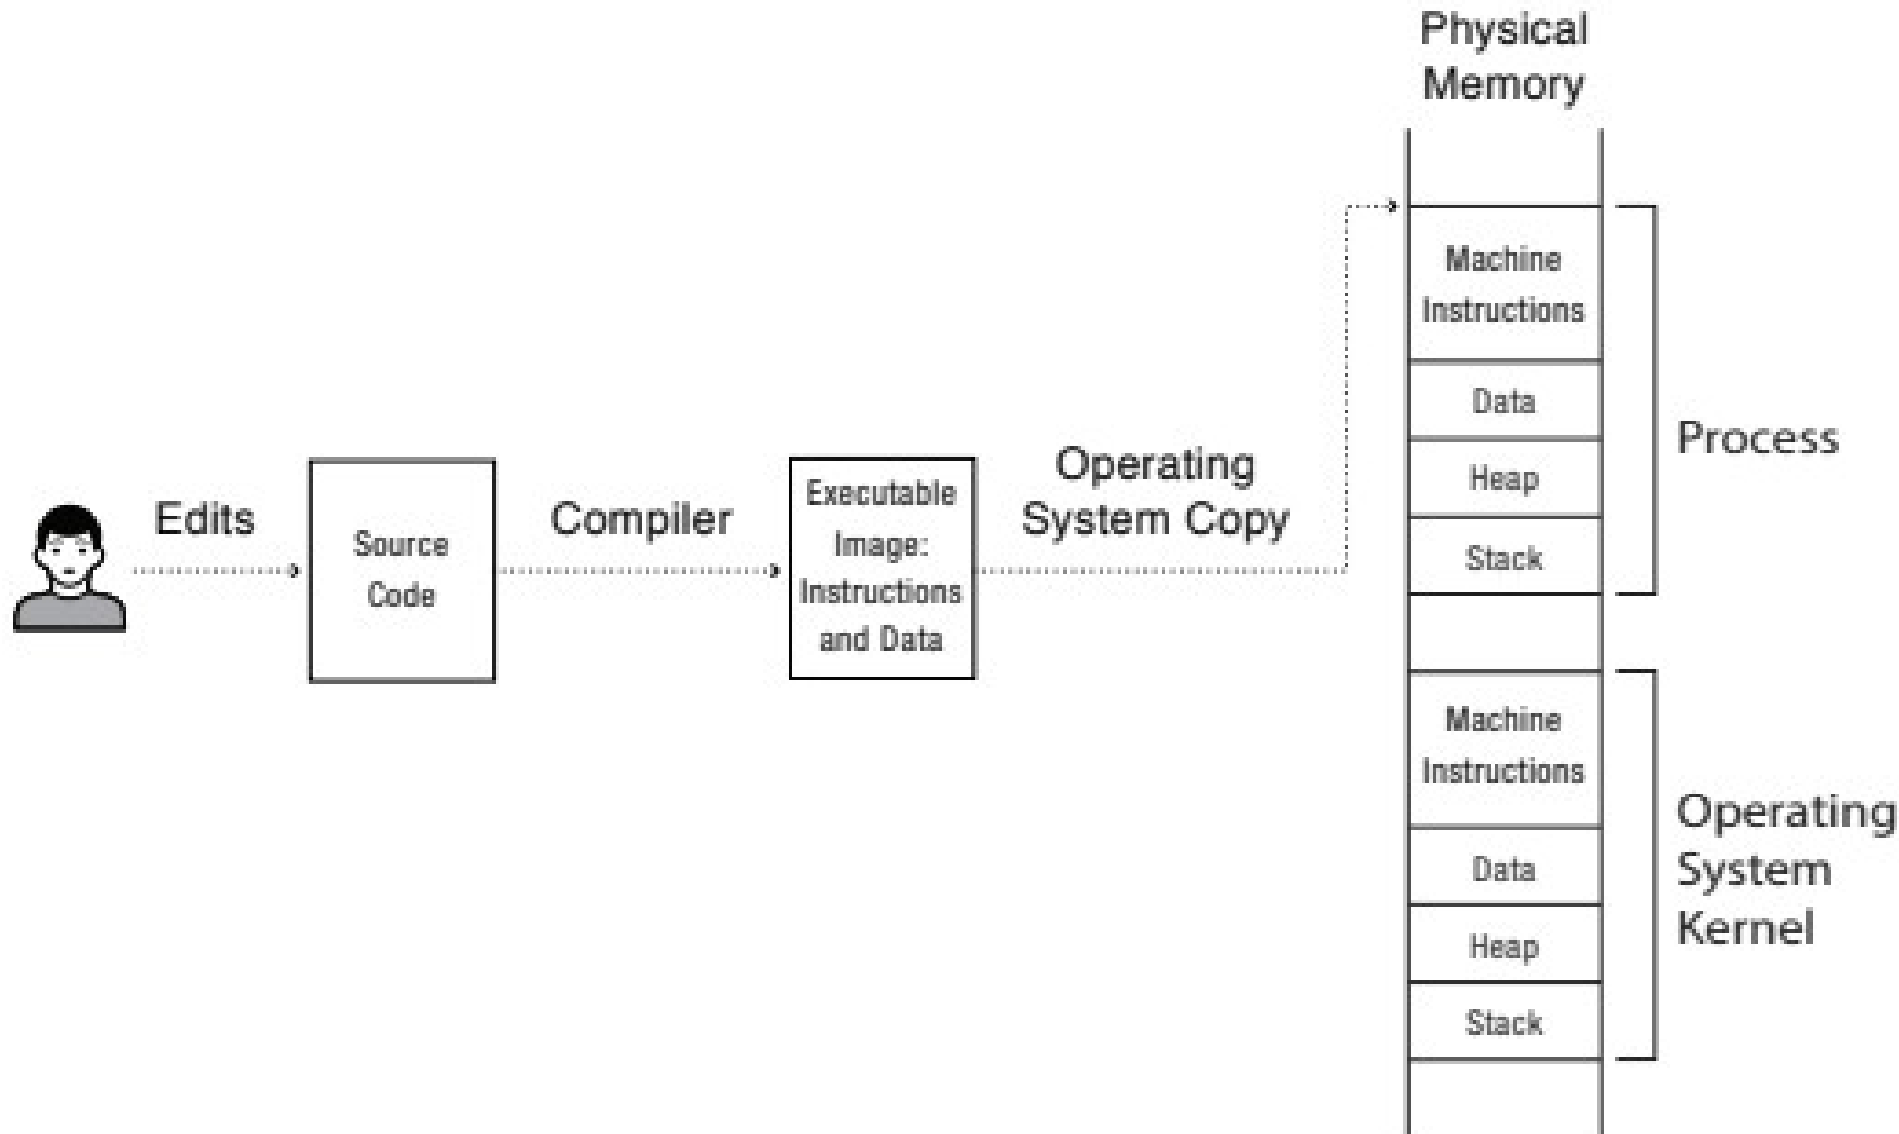 Physical
Memory
Machine
Instructions
Data
Heap
Stack
Process
Edits
Source
Code
Compiler
Executable
Image:
Instructions
and Data
Operating
System Copy
Machine
Instructions
Data
Heap
Stack
Operating
System
Kernel